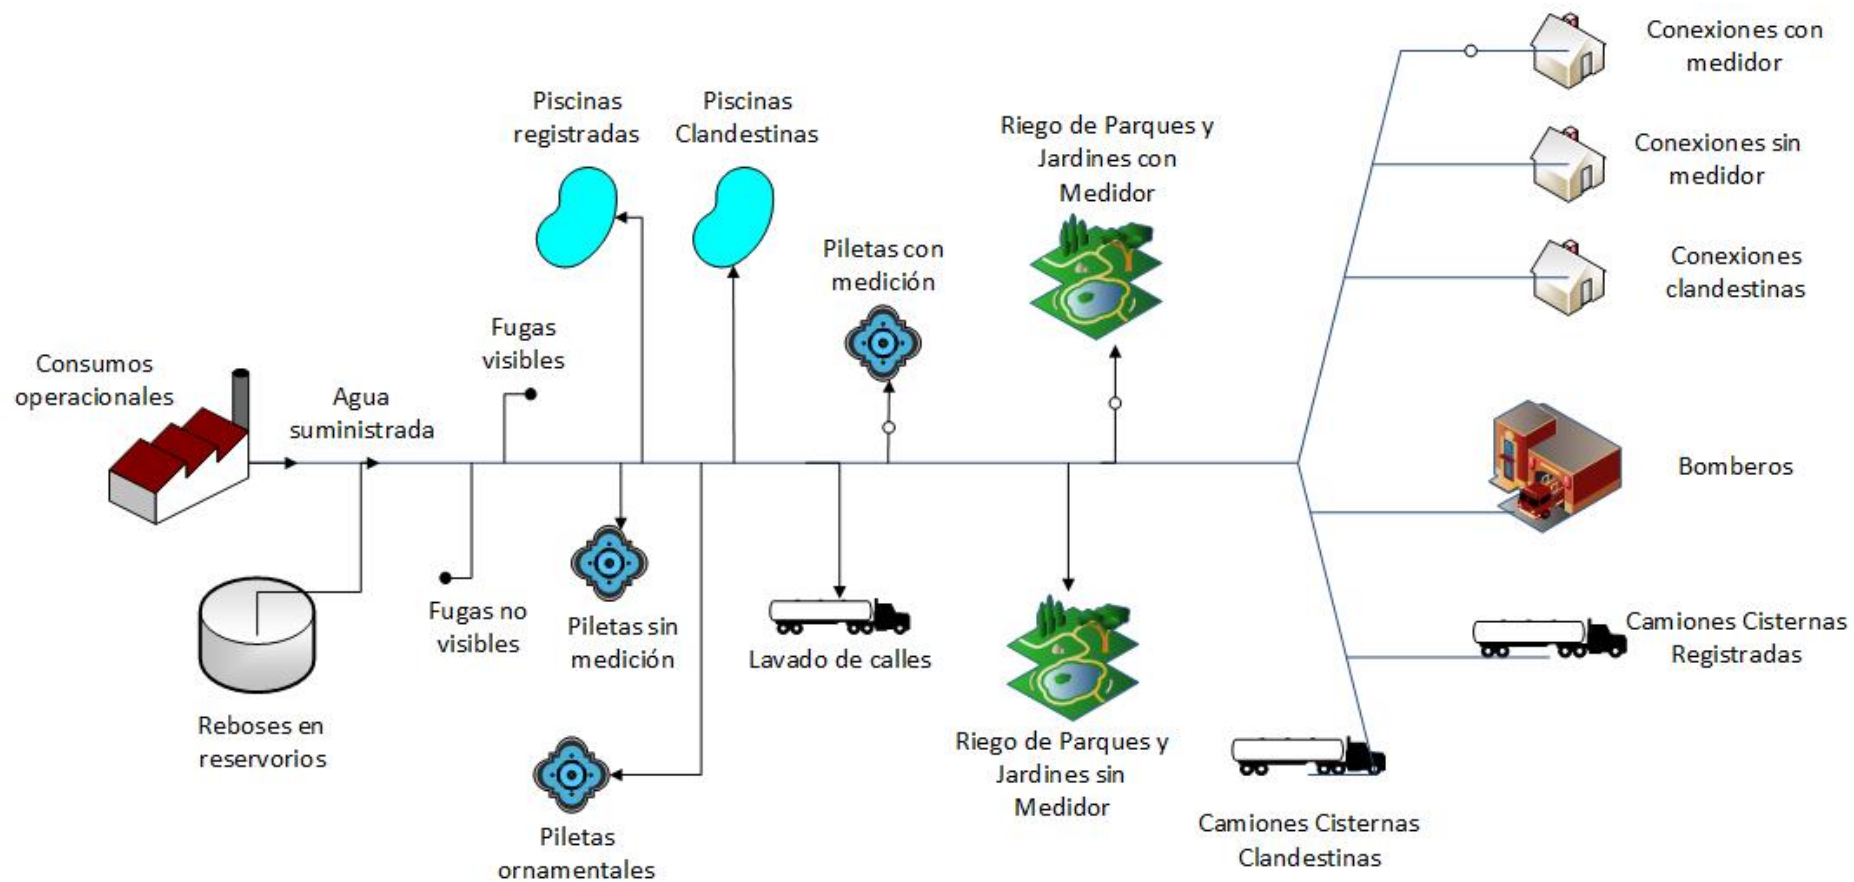 Conexiones con
medidor
Piscinas
registradas
Piscinas
Clandestinas
Riego de Parques y
Jardines con
Medidor
Conexiones sin
medidor
Piletas con
medición
Conexiones
clandestinas
Fugas
visibles
Consumos
operacionales
Agua
suministrada
Bomberos
Fugas no
visibles
Piletas sin
medición
Lavado de calles
Camiones Cisternas
Registradas
Reboses en
reservorios
Riego de Parques y
Jardines sin
Medidor
Piletas
ornamentales
Camiones Cisternas
Clandestinas